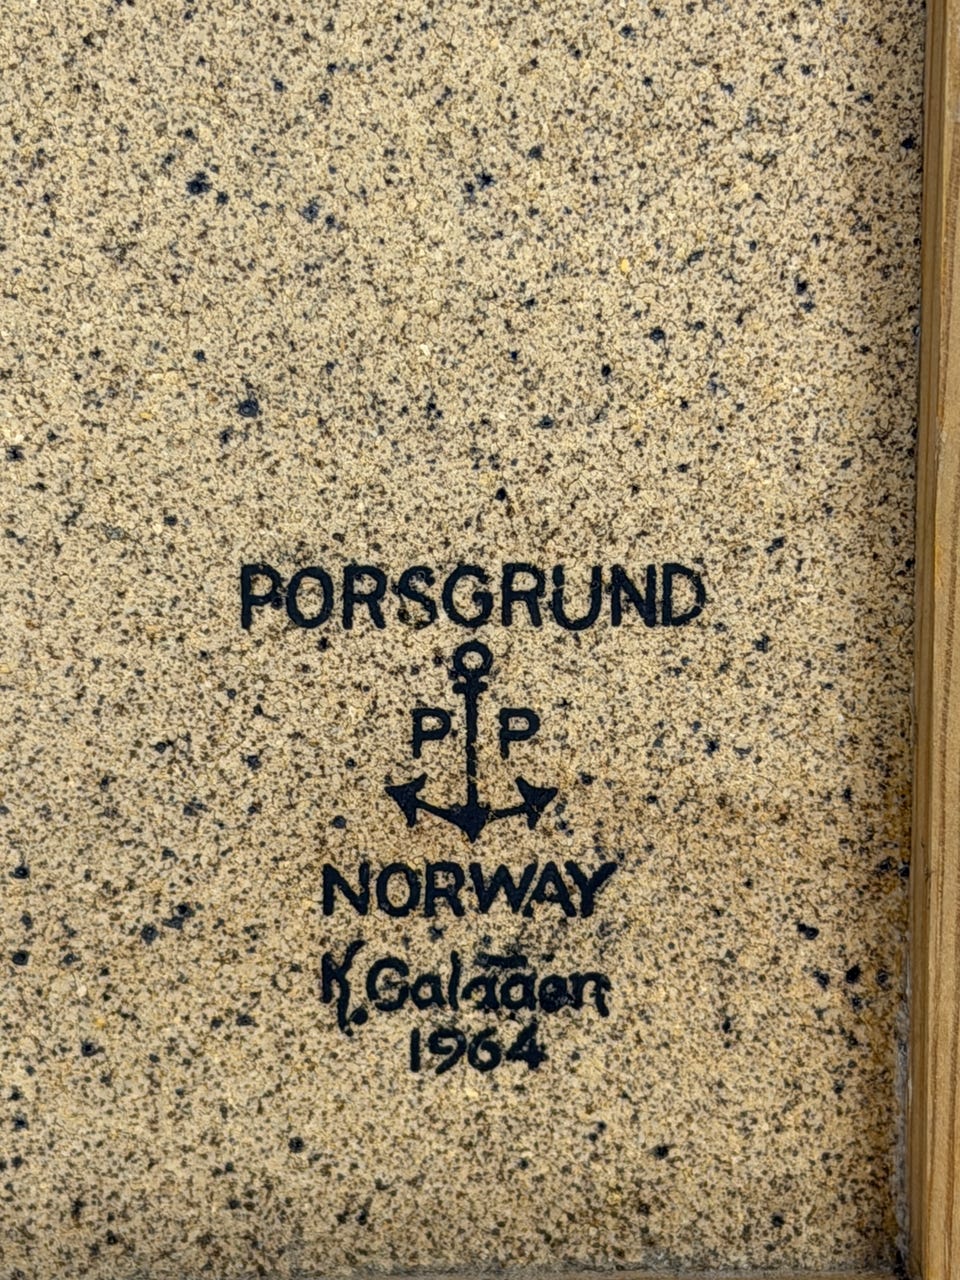 PORSGRUND
P P
NORWAY
K. Galaaen
1964